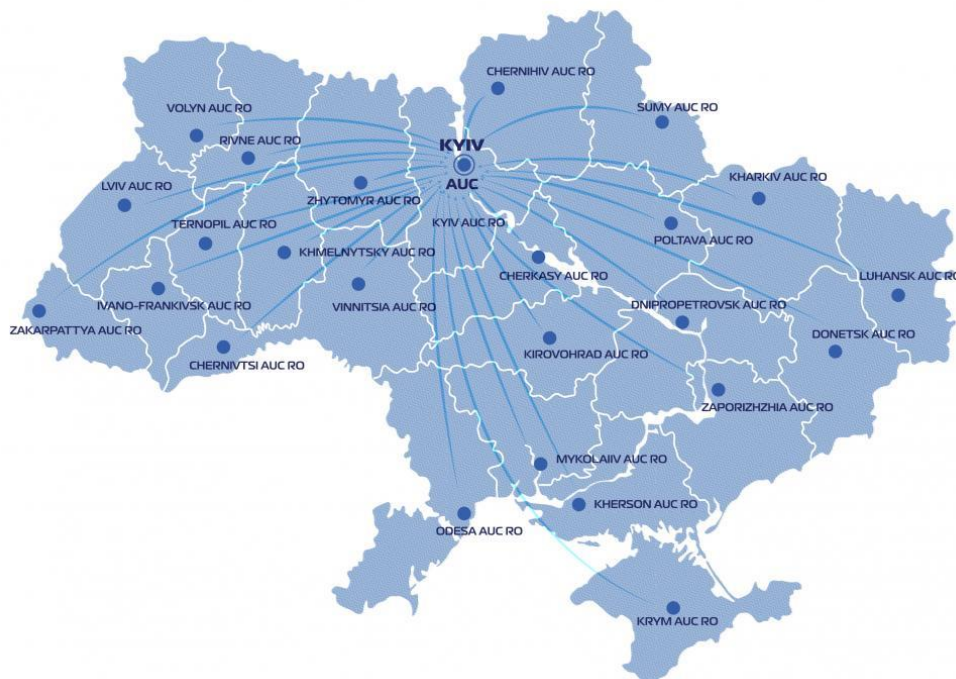 CHERNIHIV AUC RO
VOLYN AUC RO
SUMY AUC RO
RIVNE AUC RO
KYIV
AUC
LVIV AUC RO
KHARKIV AUC RO
ZHYTOMYR AUC RO
TERNOPIL AUC RO
KYIV AUC RO
POLTAVA AUC RO
KHMELNYTSKY AUC RO
CHERKASY AUC RO
LUHANSK AUC RO
IVANO-FRANKIVSK AUC RO
VINNITSIA AUC RO
DNIPROPETROVSK AUC RO
ZAKARPATTYA AUC RO
DONETSK AUC RO
KIROVOHRAD AUC RO
CHERNIVTSI AUC RO
ZAPORIZHZHIA AUC RO
MYKOLAIIV AUC RO
KHERSON AUC RO
ODESA AUC RO
KRYM AUC RO